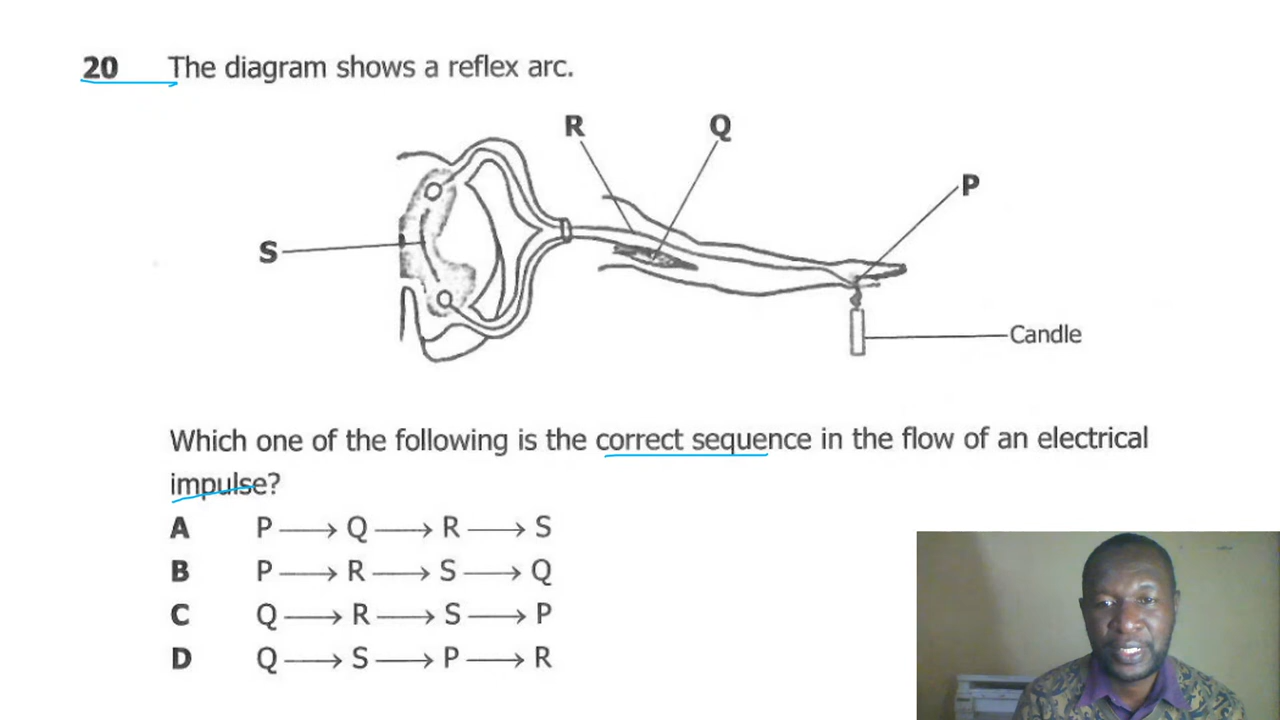 20 The diagram shows a reflex arc.
R Q
P
S
Candle
Which one of the following is the correct sequence in the flow of an electrical
impulse?
A P ⟶ Q ⟶ R ⟶ S
B P ⟶ R ⟶ S ⟶ Q
C Q ⟶ R ⟶ S ⟶ P
D Q ⟶ S ⟶ P ⟶ R